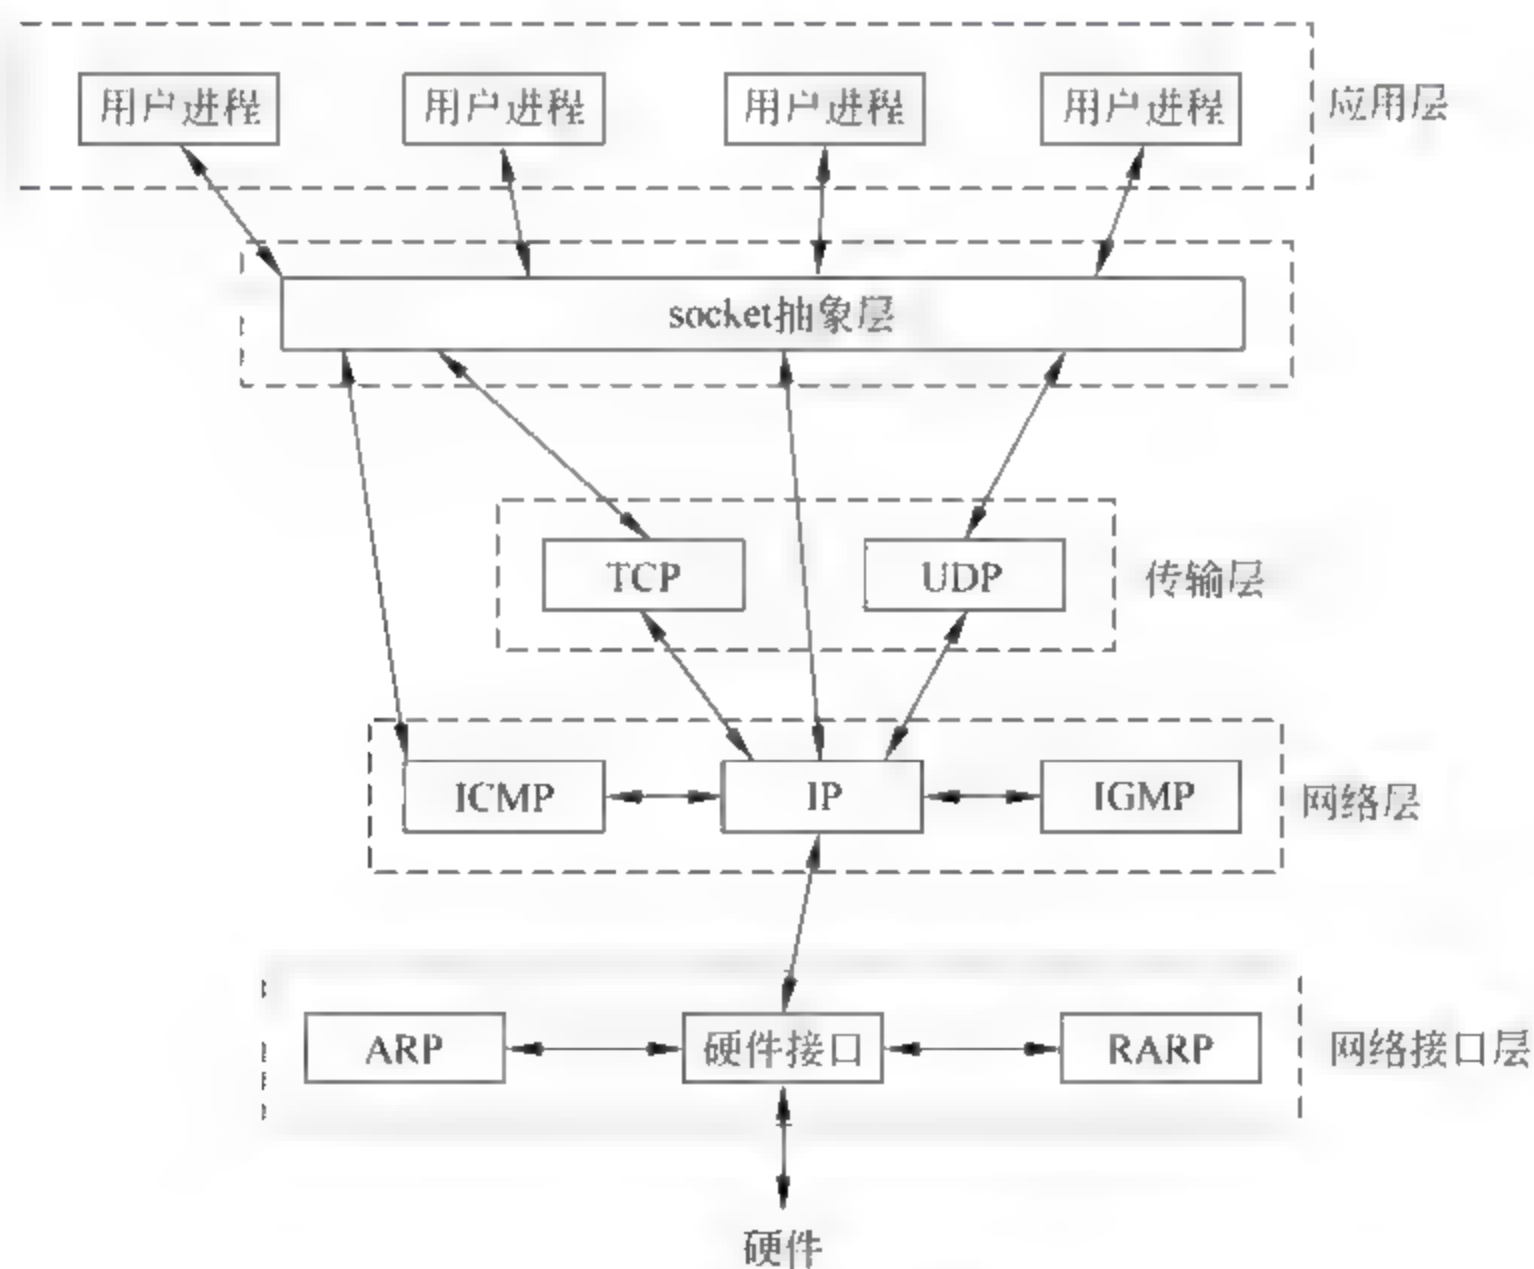 用户进程
用户进程
用户进程
用户进程
应用层
socket抽象层
TCP
UDP
传输层
ICMP
IP
IGMP
网络层
ARP
硬件接口
RARP
网络接口层
硬件